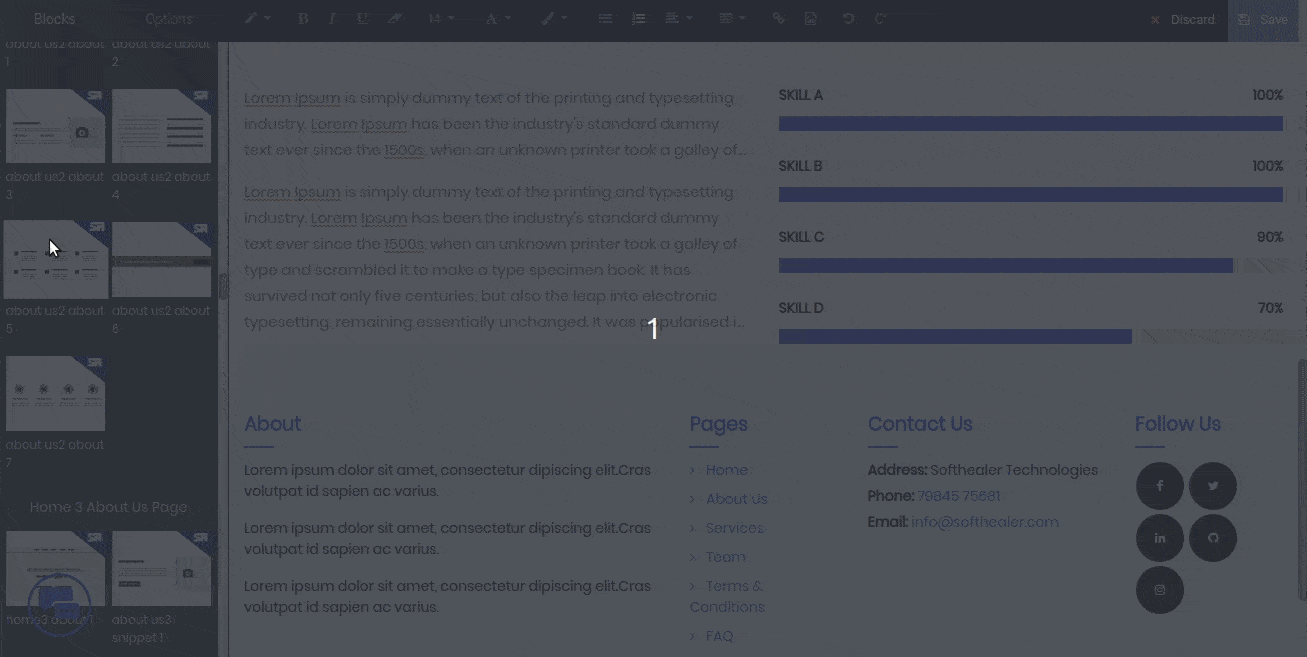 Blocks
Options
B I U
14
A
Discard
Save
about us2 about
1
about us2 about
2
about us2 about
3
about us2 about
4
about us2 about
5
about us2 about
6
about us2 about
7
Home 3 About Us Page
home3 about 1
about us3
snippet 1
Lorem Ipsum is simply dummy text of the printing and typesetting
industry. Lorem Ipsum has been the industry's standard dummy
text ever since the 1500s, when an unknown printer took a galley of...
Lorem Ipsum is simply dummy text of the printing and typesetting
industry. Lorem Ipsum has been the industry's standard dummy
text ever since the 1500s, when an unknown printer took a galley of
type and scrambled it to make a type specimen book. It has
survived not only five centuries, but also the leap into electronic
typesetting, remaining essentially unchanged. It was popularised i...
SKILL A 100%
SKILL B 100%
SKILL C 90%
SKILL D 70%
1
About
Lorem ipsum dolor sit amet, consectetur dipiscing elit.Cras
volutpat id sapien ac varius.
Lorem ipsum dolor sit amet, consectetur dipiscing elit.Cras
volutpat id sapien ac varius.
Lorem ipsum dolor sit amet, consectetur dipiscing elit.Cras
volutpat id sapien ac varius.
Pages
Home
About Us
Services
Team
Terms &
Conditions
FAQ
Contact Us
Address: Softhealer Technologies
Phone: 79845 75681
Email: info@softhealer.com
Follow Us